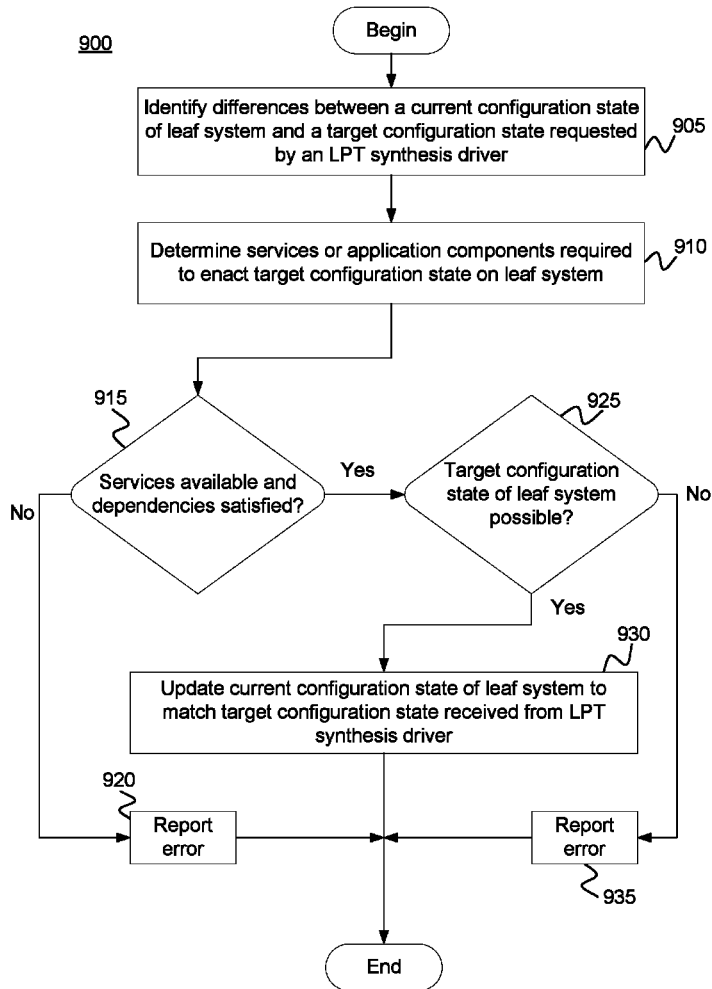 900
Begin
Identify differences between a current configuration state
of leaf system and a target configuration state requested
by an LPT synthesis driver
905
Determine services or application components required
to enact target configuration state on leaf system
910
915
Services available and
dependencies satisfied?
Yes
No
925
Target configuration
state of leaf system
possible?
No
Yes
930
Update current configuration state of leaf system to
match target configuration state received from LPT
synthesis driver
920
Report
error
Report
error
935
End